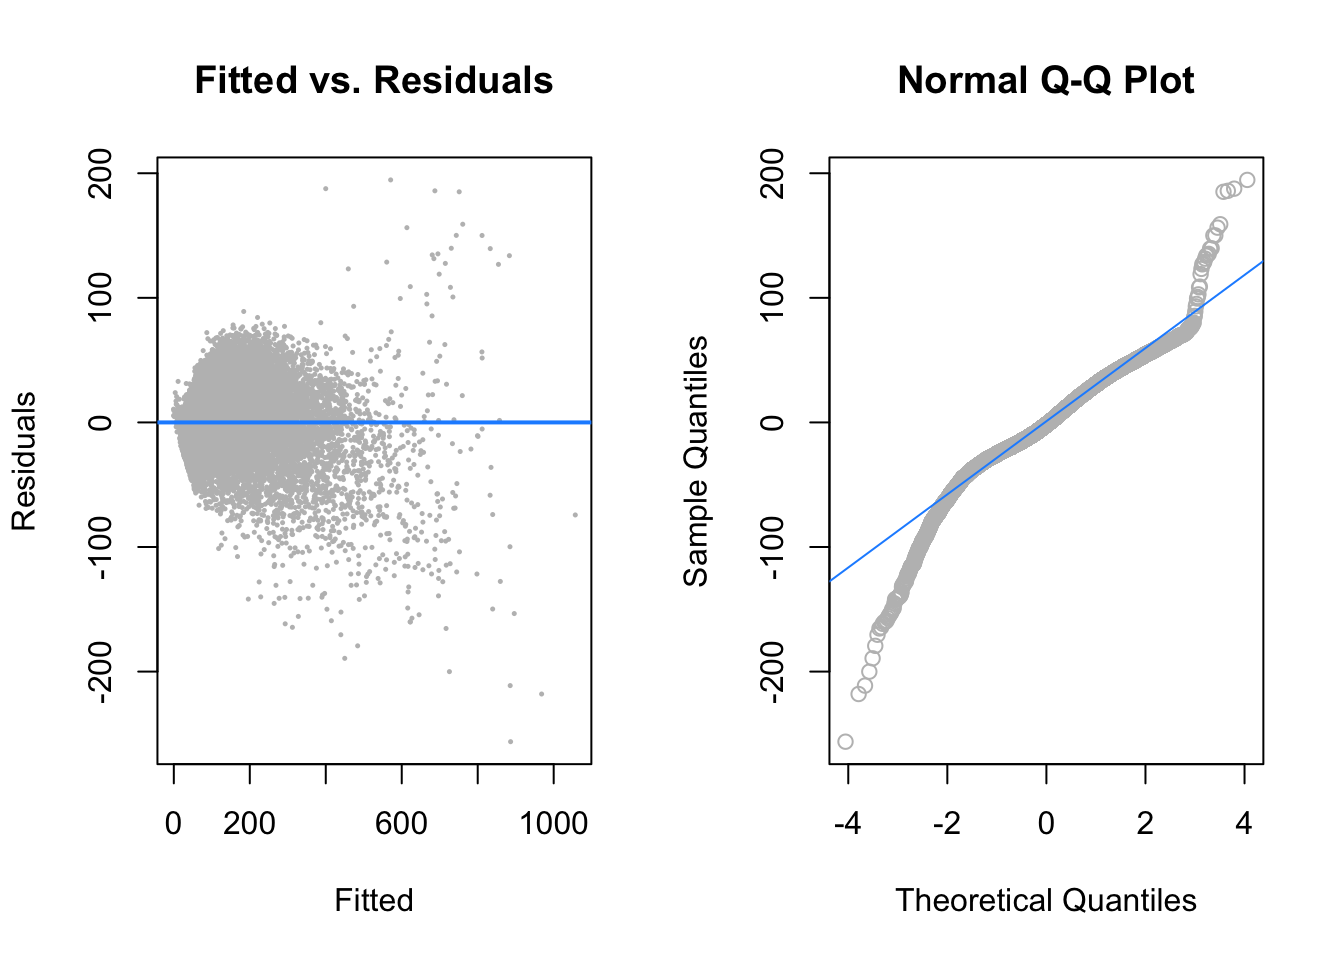 Fitted vs. Residuals
Residuals
200
100
0
-100
-200
0 200 600 1000
Fitted
Normal Q-Q Plot
Sample Quantiles
200
100
0
-100
-200
-4 -2 0 2 4
Theoretical Quantiles